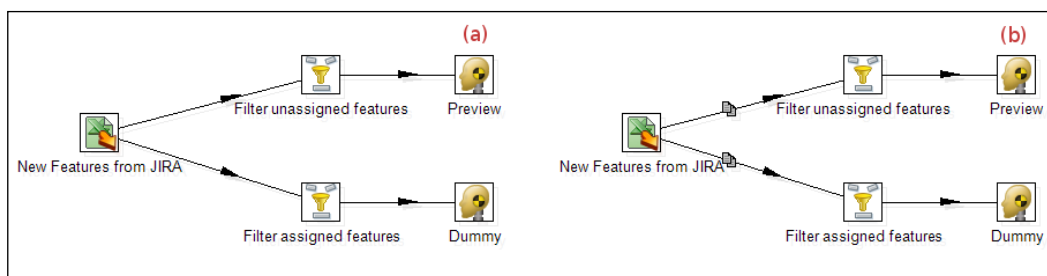 (a)
Filter unassigned features
Preview
New Features from JIRA
Filter assigned features
Dummy
(b)
Filter unassigned features
Preview
New Features from JIRA
Filter assigned features
Dummy